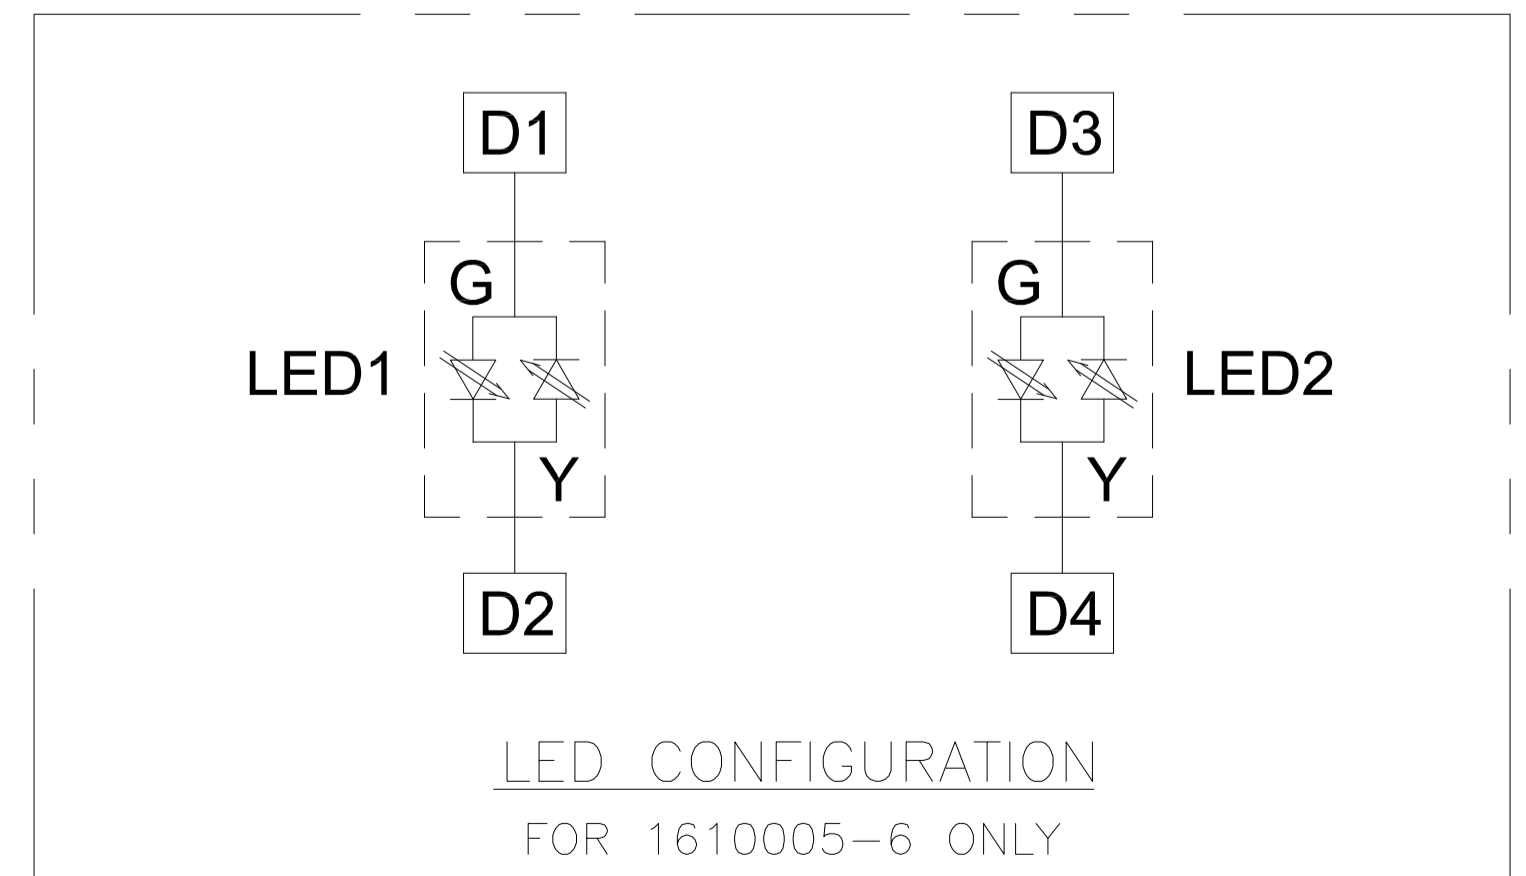 D1 D3
G G
LED1 LED2
Y Y
D2 D4
LED CONFIGURATION
FOR 1610005-6 ONLY